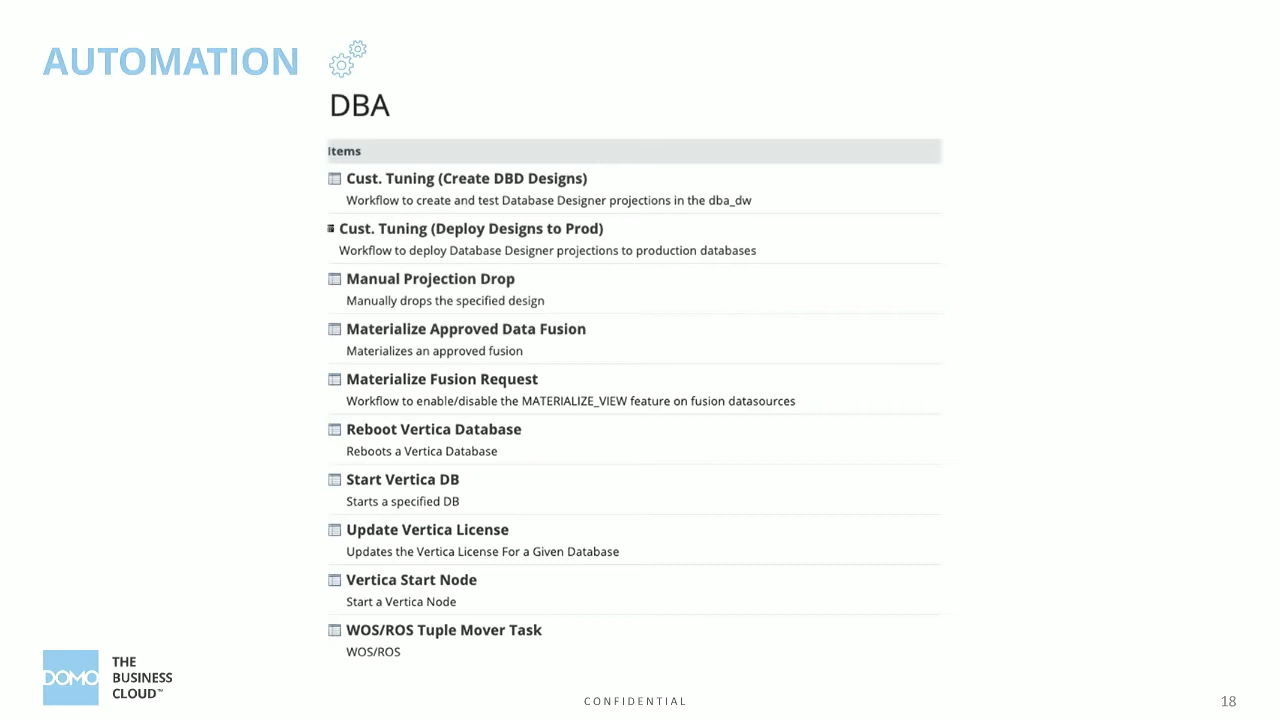 AUTOMATION
DBA
Items
Cust. Tuning (Create DBD Designs)
Workflow to create and test Database Designer projections in the dba_dw
Cust. Tuning (Deploy Designs to Prod)
Workflow to deploy Database Designer projections to production databases
Manual Projection Drop
Manually drops the specified design
Materialize Approved Data Fusion
Materializes an approved fusion
Materialize Fusion Request
Workflow to enable/disable the MATERIALIZE_VIEW feature on fusion datasources
Reboot Vertica Database
Reboots a Vertica Database
Start Vertica DB
Starts a specified DB
Update Vertica License
Updates the Vertica License For a Given Database
Vertica Start Node
Start a Vertica Node
WOS/ROS Tuple Mover Task
WOS/ROS
DOMO
THE
BUSINESS
CLOUD™
CONFIDENTIAL
18